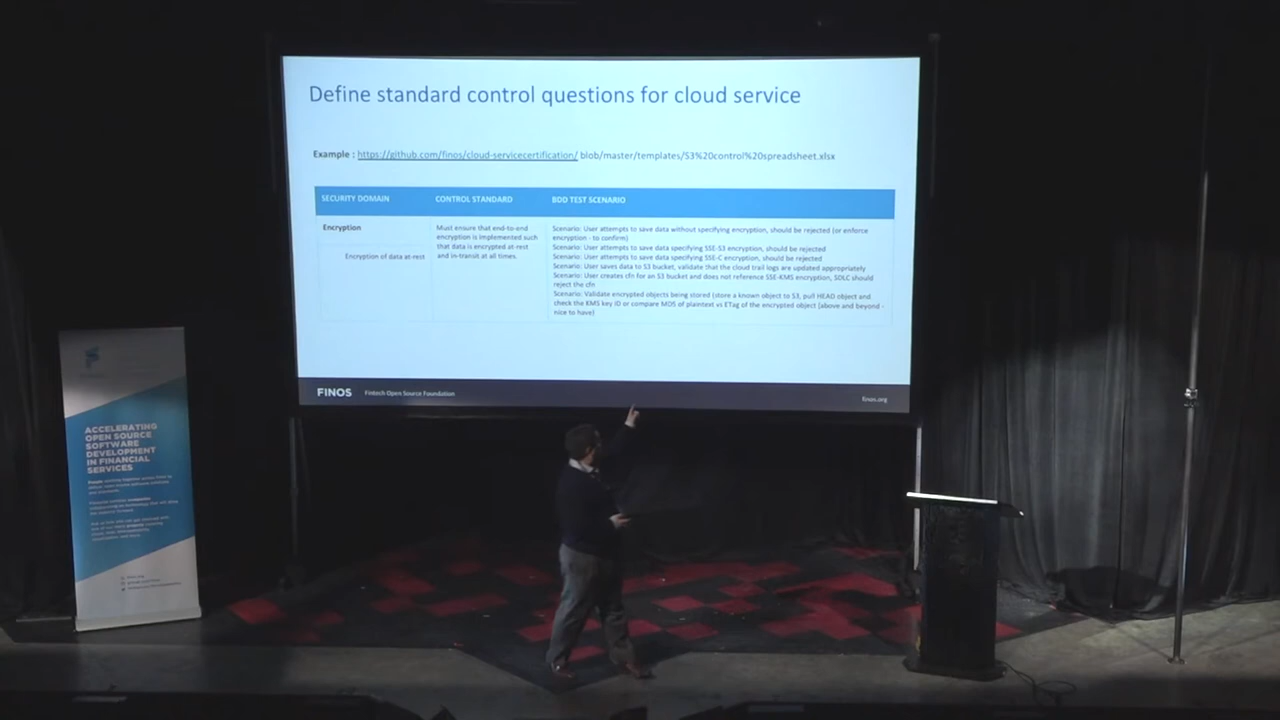 Define standard control questions for cloud service
Example : https://github.com/finos/cloud-servicecertification/ blob/master/templates/S3%20control%20spreadsheet.xlsx
SECURITY DOMAIN
CONTROL STANDARD
BDD TEST SCENARIO
Encryption
Encryption of data at-rest
Must ensure that end-to-end
encryption is implemented such
that data is encrypted at-rest
and in-transit at all times.
Scenario: User attempts to save data without specifying encryption, should be rejected (or enforce
encryption - to confirm)
Scenario: User attempts to save data specifying SSE-S3 encryption, should be rejected
Scenario: User attempts to save data specifying SSE-C encryption, should be rejected
Scenario: User saves data to S3 bucket, validate that the cloud trail logs are updated appropriately
Scenario: User creates cfn for an S3 bucket and does not reference SSE-KMS encryption, SDLC should
reject the cfn
Scenario: Validate encrypted objects being stored (store a known object to S3, pull HEAD object and
check the KMS key ID or compare MD5 of plaintext vs ETag of the encrypted object [above and beyond -
nice to have)
FINOS
Fintech Open Source Foundation
finos.org
ACCELERATING
OPEN SOURCE
SOFTWARE
DEVELOPMENT
IN FINANCIAL
SERVICES